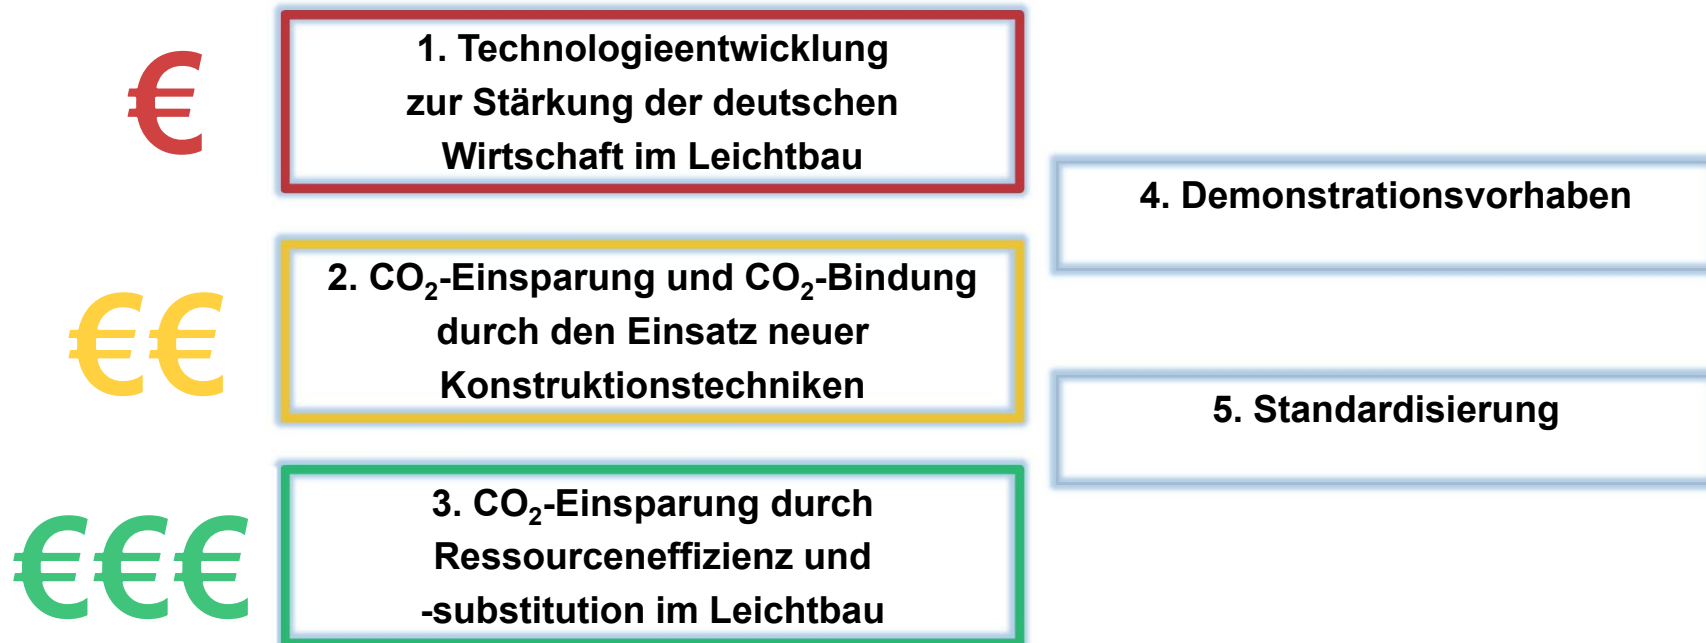 €
1. Technologieentwicklung
zur Stärkung der deutschen
Wirtschaft im Leichtbau
€€
2. CO₂-Einsparung und CO₂-Bindung
durch den Einsatz neuer
Konstruktionstechniken
€€€
3. CO₂-Einsparung durch
Ressourceneffizienz und
-substitution im Leichtbau
4. Demonstrationsvorhaben
5. Standardisierung